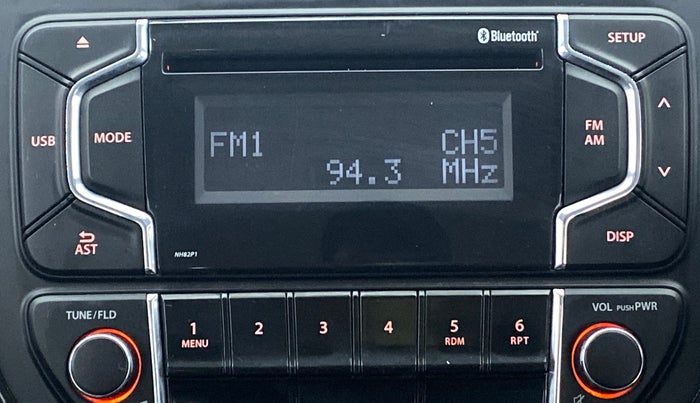 Bluetooth
SETUP
USB
MODE
FM1 CH5
94.3 MHz
FM
AM
AST
NH82P1
DISP
TUNE/FLD
1
MENU
2
3
4
5
RDM
6
RPT
VOL PUSH PWR